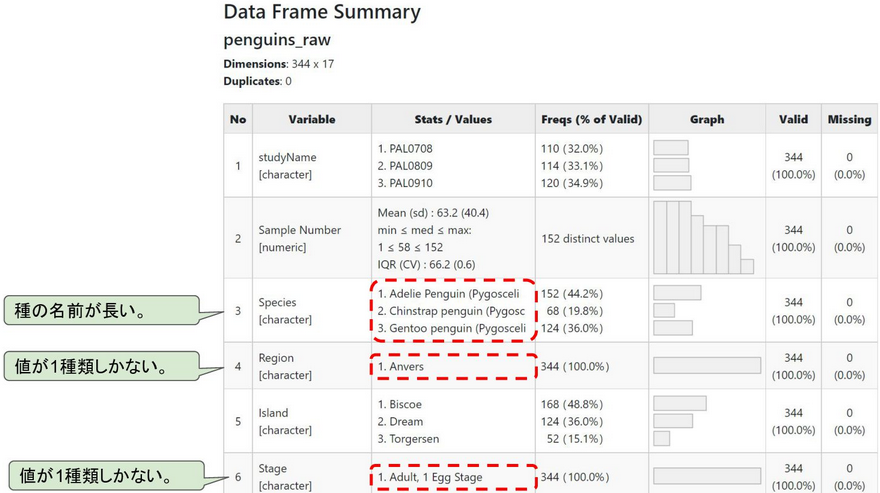 Data Frame Summary
penguins_raw
Dimensions: 344 x 17
Duplicates: 0
No Variable Stats / Values Freqs (% of Valid) Graph Valid Missing
1 studyName [character] 1. PAL0708 110 (32.0%) 344 (100.0%) 0 (0.0%)
2. PAL0809 114 (33.1%)
3. PAL0910 120 (34.9%)
2 Sample Number [numeric] Mean (sd) : 63.2 (40.4) 152 distinct values 344 (100.0%) 0 (0.0%)
min ≤ med ≤ max:
1 ≤ 58 ≤ 152
IQR (CV) : 66.2 (0.6)
種の名前が長い。
3 Species [character] 1. Adelie Penguin (Pygosceli 152 (44.2%) 344 (100.0%) 0 (0.0%)
2. Chinstrap penguin (Pygosc 68 (19.8%)
3. Gentoo penguin (Pygosceli 124 (36.0%)
値が1種類しかない。
4 Region [character] 1. Anvers 344 (100.0%) 344 (100.0%) 0 (0.0%)
5 Island [character] 1. Biscoe 168 (48.8%) 344 (100.0%) 0 (0.0%)
2. Dream 124 (36.0%)
3. Torgersen 52 (15.1%)
値が1種類しかない。
6 Stage [character] 1. Adult, 1 Egg Stage 344 (100.0%) 344 (100.0%) 0 (0.0%)